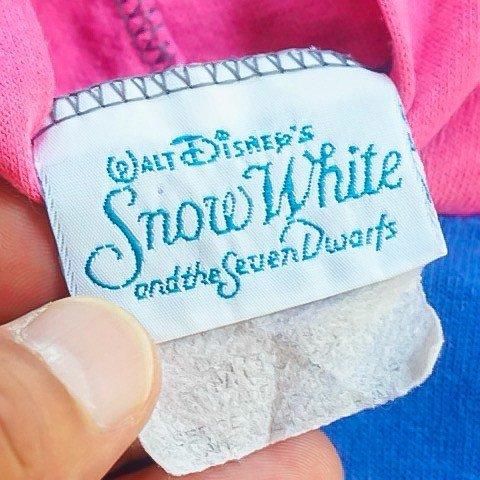 Walt Disney's
Snow White
and the Seven Dwarfs